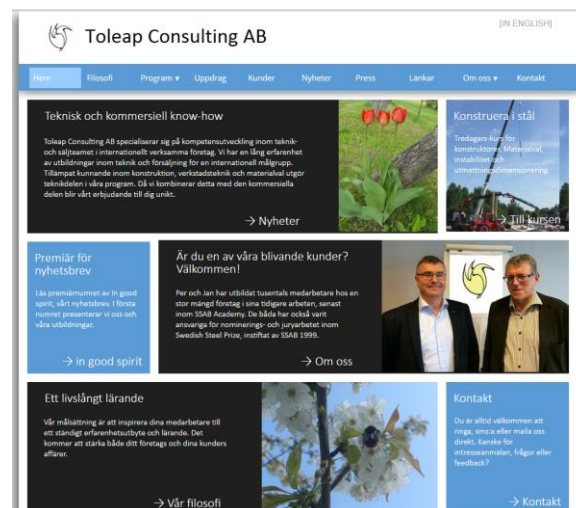 [IN ENGLISH]
Toleap Consulting AB
Hem Filosofi Program ▾ Uppdrag Kunder Nyheter Press Länkar Om oss ▾ Kontakt
Teknisk och kommersiell know-how
Toleap Consulting AB specialiserar sig på kompetensutveckling inom teknik-
och säljteamet i internationellt verksamma företag. Vi har en lång erfarenhet
av utbildningar inom teknik och försäljning för en internationell målgrupp.
Tillämpat kunnande inom konstruktion, verkstadsteknik och materialval utgör
teknikdelen i våra program. Då vi kombinerar detta med den kommersiella
delen blir vårt erbjudande till dig unikt.
→ Nyheter
Konstruera i stål
Tredagars-kurs för
konstruktörer. Materialval,
instabilitet och
utmattningsdimensionering.
→ Till kursen
Premiär för
nyhetsbrev
Läs premiärnumret av In good
spirit, vårt nyhetsbrev. I första
numret presenterar vi oss och
våra utbildningar.
→ in good spirit
Är du en av våra blivande kunder?
Välkommen!
Per och Jan har utbildat tusentals medarbetare hos en
stor mängd företag i sina tidigare arbeten, senast
inom SSAB Academy. De båda har också varit
ansvariga för nominerings- och juryarbetet inom
Swedish Steel Prize, instiftat av SSAB 1999.
→ Om oss
Ett livslångt lärande
Vår målsättning är att inspirera dina medarbetare till
ett ständigt erfarenhetsutbyte och lärande. Det
kommer att stärka både ditt företags och dina kunders
affärer.
→ Vår filosofi
Kontakt
Du är alltid välkommen att
ringa, sms:a eller maila oss
direkt. Kanske för
intresseanmälan, frågor eller
feedback?
→ Kontakt